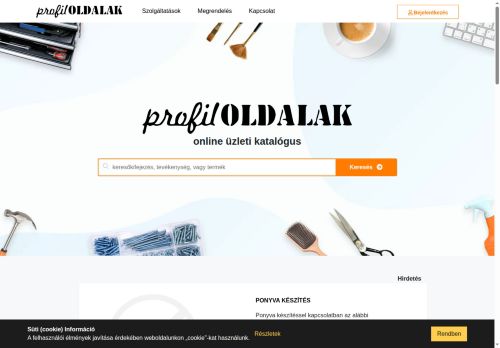 profilOLDALAK
Szolgáltatások
Megrendelés
Kapcsolat
Bejelentkezés
profilOLDALAK
online üzleti katalógus
keresőkifejezés, tevékenység, vagy termék
Keresés
Hirdetés
PONYVA KÉSZÍTÉS
Ponyva készítéssel kapcsolatban az alábbi
Süti (cookie) Információ
A felhasználói élmények javítása érdekében weboldalunkon „cookie”-kat használunk.
Részletek
Rendben